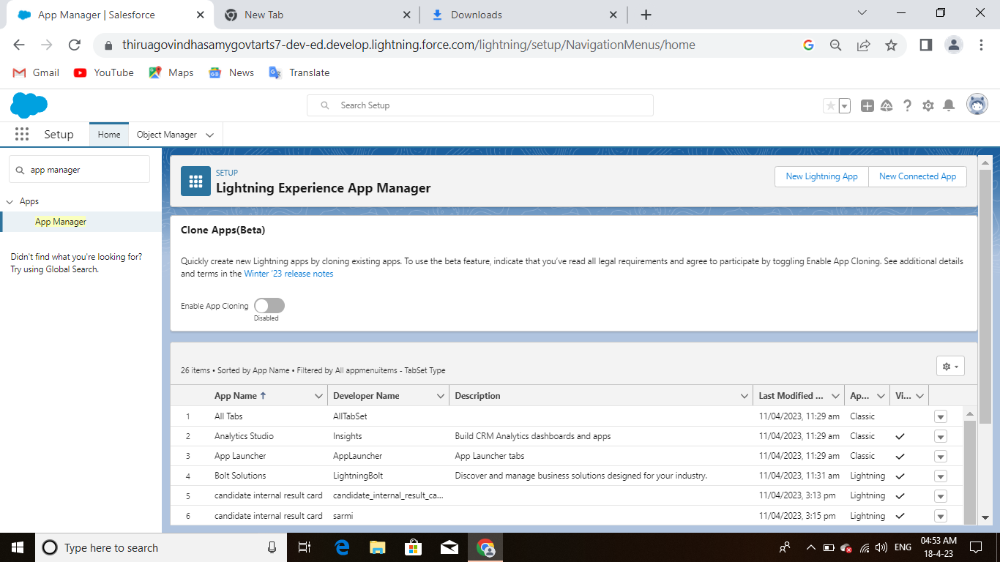 App Manager | Salesforce
New Tab
Downloads
thiruagovindhasamygovtarts7-dev-ed.develop.lightning.force.com/lightning/setup/NavigationMenus/home
Gmail YouTube Maps News Translate
Search Setup
Setup Home Object Manager
app manager
Apps
App Manager
Didn't find what you're looking for?
Try using Global Search.
SETUP
Lightning Experience App Manager
New Lightning App New Connected App
Clone Apps(Beta)
Quickly create new Lightning apps by cloning existing apps. To use the beta feature, indicate that you've read all legal requirements and agree to participate by toggling Enable App Cloning. See additional details
and terms in the Winter '23 release notes
Enable App Cloning
Disabled
26 items • Sorted by App Name • Filtered by All appmenuitems - TabSet Type
App Name Developer Name Description Last Modified ... Ap... Vi...
1 All Tabs AllTabSet 11/04/2023, 11:29 am Classic
2 Analytics Studio Insights Build CRM Analytics dashboards and apps 11/04/2023, 11:29 am Classic
3 App Launcher AppLauncher App Launcher tabs 11/04/2023, 11:29 am Classic
4 Bolt Solutions LightningBolt Discover and manage business solutions designed for your industry. 11/04/2023, 11:31 am Lightning
5 candidate internal result card candidate_internal_result_ca... 11/04/2023, 3:13 pm Lightning
6 candidate internal result card sarmi 11/04/2023, 3:15 pm Lightning
Type here to search
ENG
04:53 AM
18-4-23